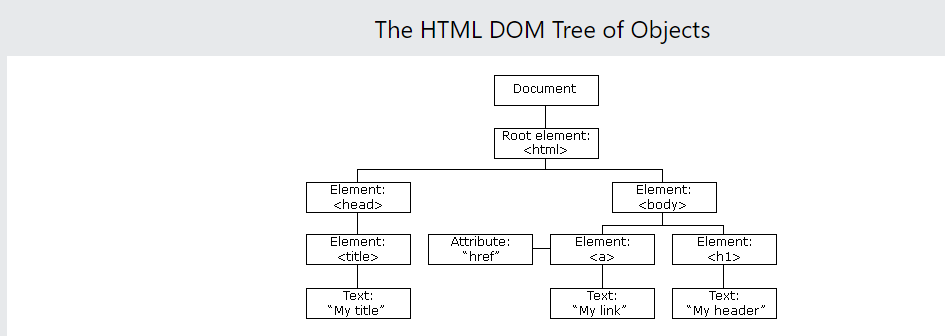 The HTML DOM Tree of Objects
Document
Root element:
<html>
Element:
<head>
Element:
<body>
Element:
<title>
Attribute:
“href”
Element:
<a>
Element:
<h1>
Text:
“My title”
Text:
“My link”
Text:
“My header”